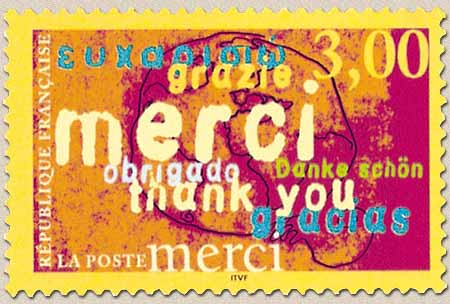 ευχαριστώ
grazie
3,00
merci
obrigado
Danke schön
thank you
gracias
RÉPUBLIQUE FRANÇAISE
LA POSTE merci
ITVF